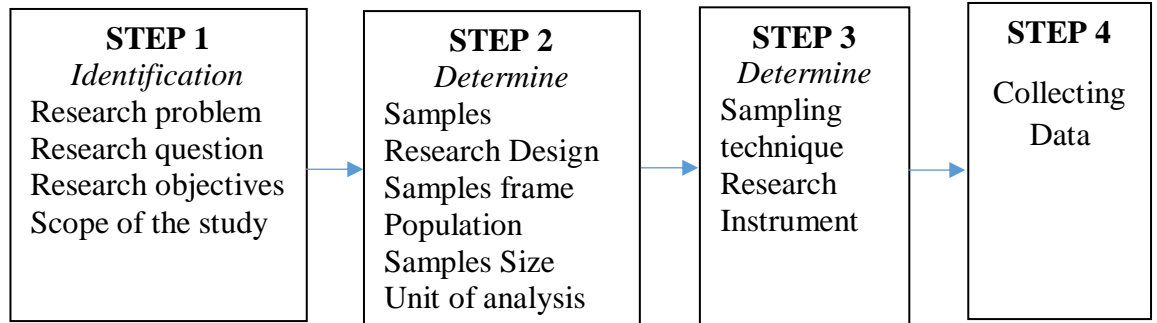 STEP 1
Identification
Research problem
Research question
Research objectives
Scope of the study
STEP 2
Determine
Samples
Research Design
Samples frame
Population
Samples Size
Unit of analysis
STEP 3
Determine
Sampling
technique
Research
Instrument
STEP 4
Collecting
Data